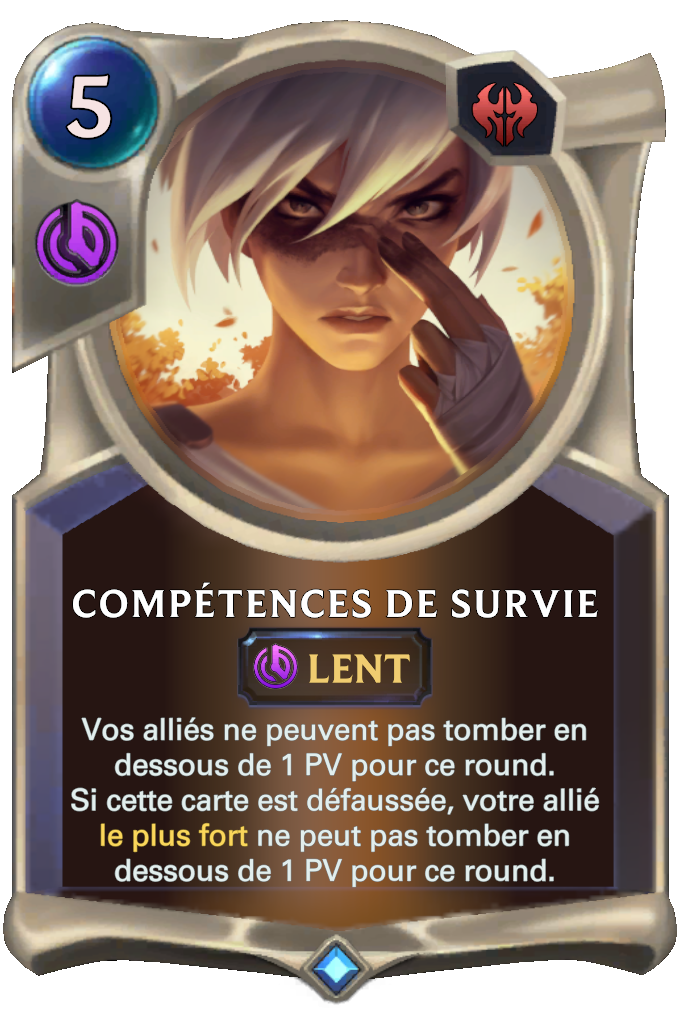 5
COMPÉTENCES DE SURVIE
LENT
Vos alliés ne peuvent pas tomber en
dessous de 1 PV pour ce round.
Si cette carte est défaussée, votre allié
le plus fort ne peut pas tomber en
dessous de 1 PV pour ce round.